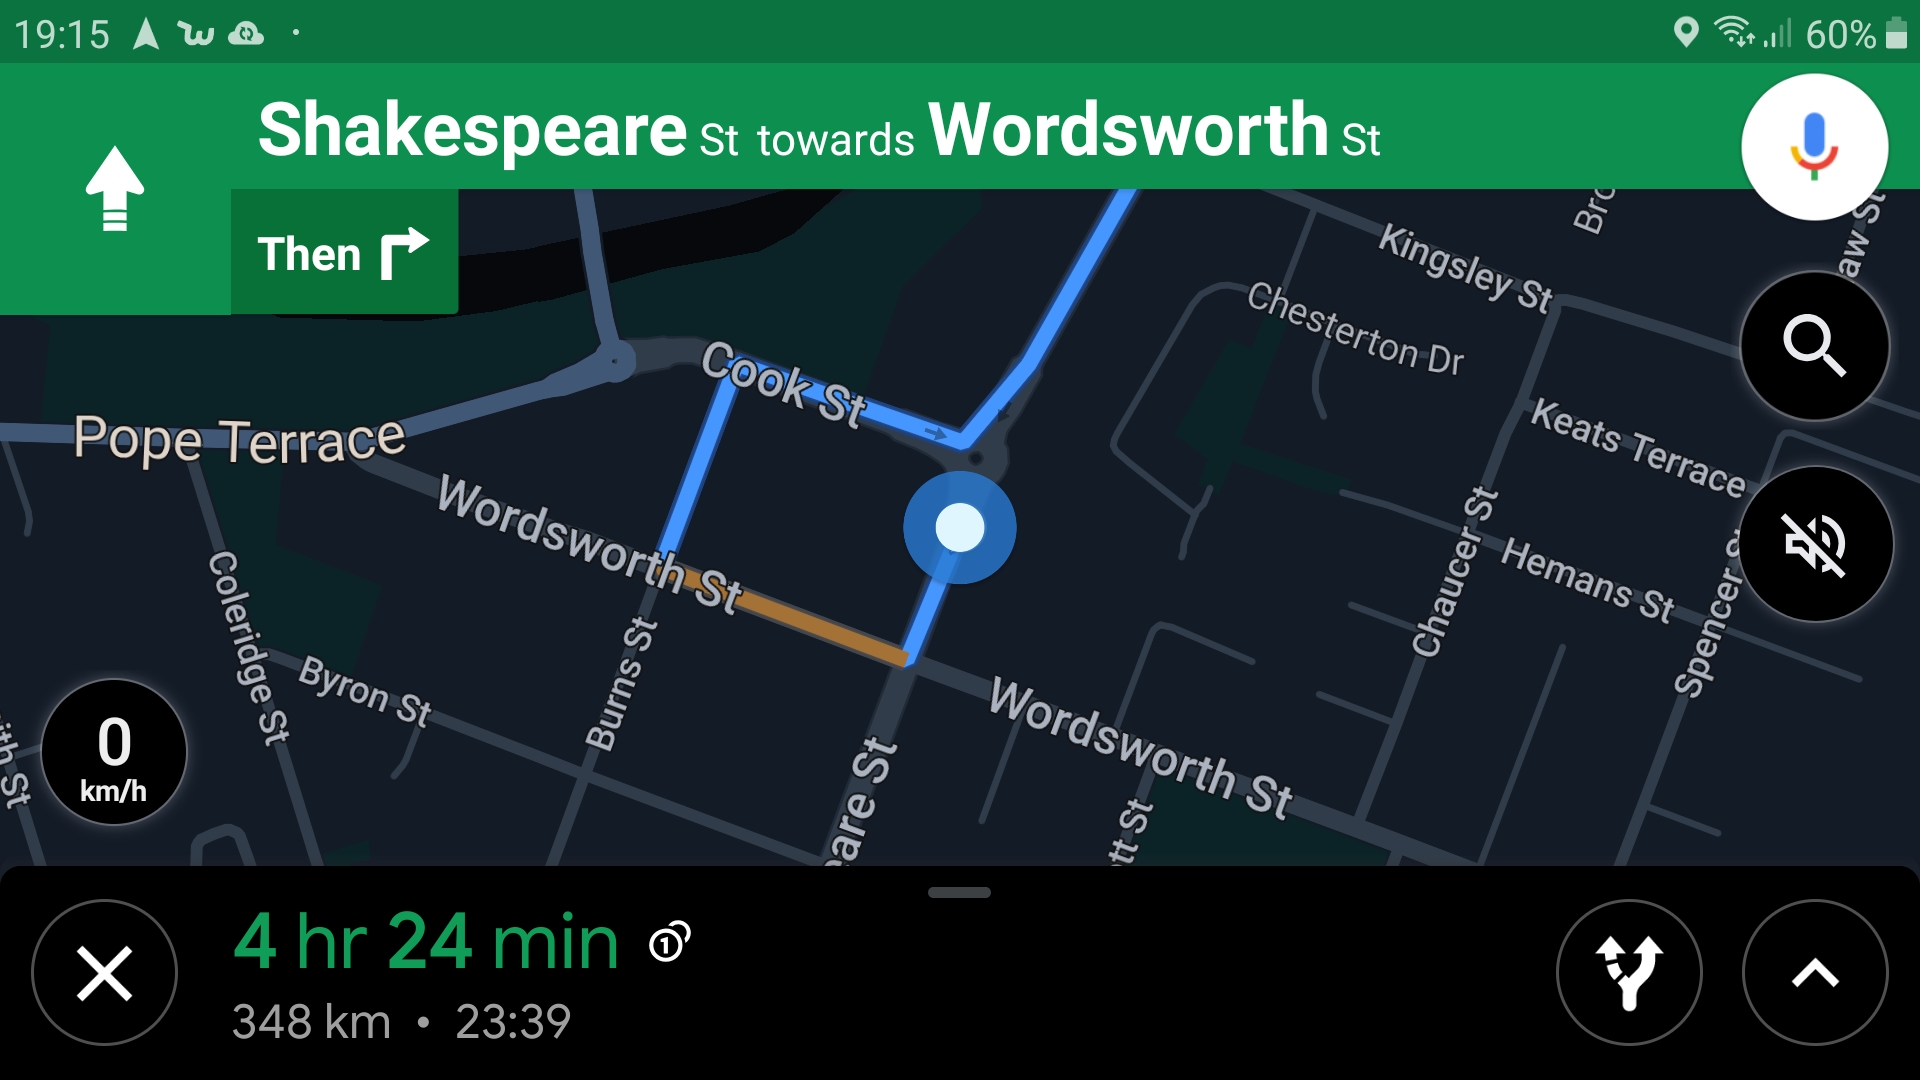 19:15
60%
Shakespeare St towards Wordsworth St
Then
Kingsley St
Chesterton Dr
Cook St
Pope Terrace
Keats Terrace
Wordsworth St
Chaucer St
Hemans St
Spencer
Coleridge St
Burns St
Byron St
Wordsworth St
0
km/h
4 hr 24 min
1
348 km • 23:39